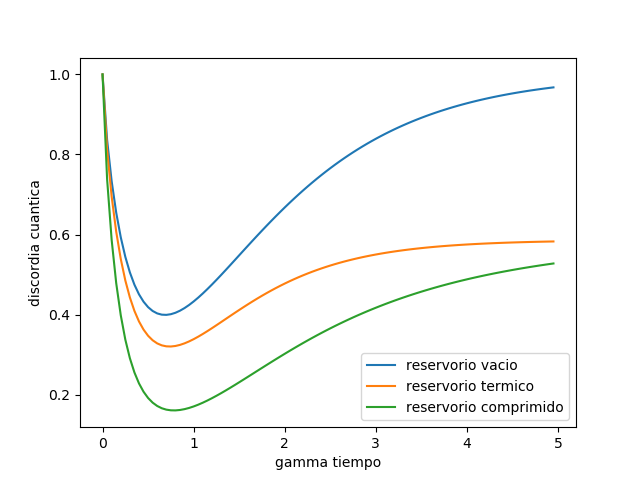 1.0
0.8
0.6
0.4
0.2
discordia cuantica
reservorio vacio
reservorio termico
reservorio comprimido
0 1 2 3 4 5
gamma tiempo